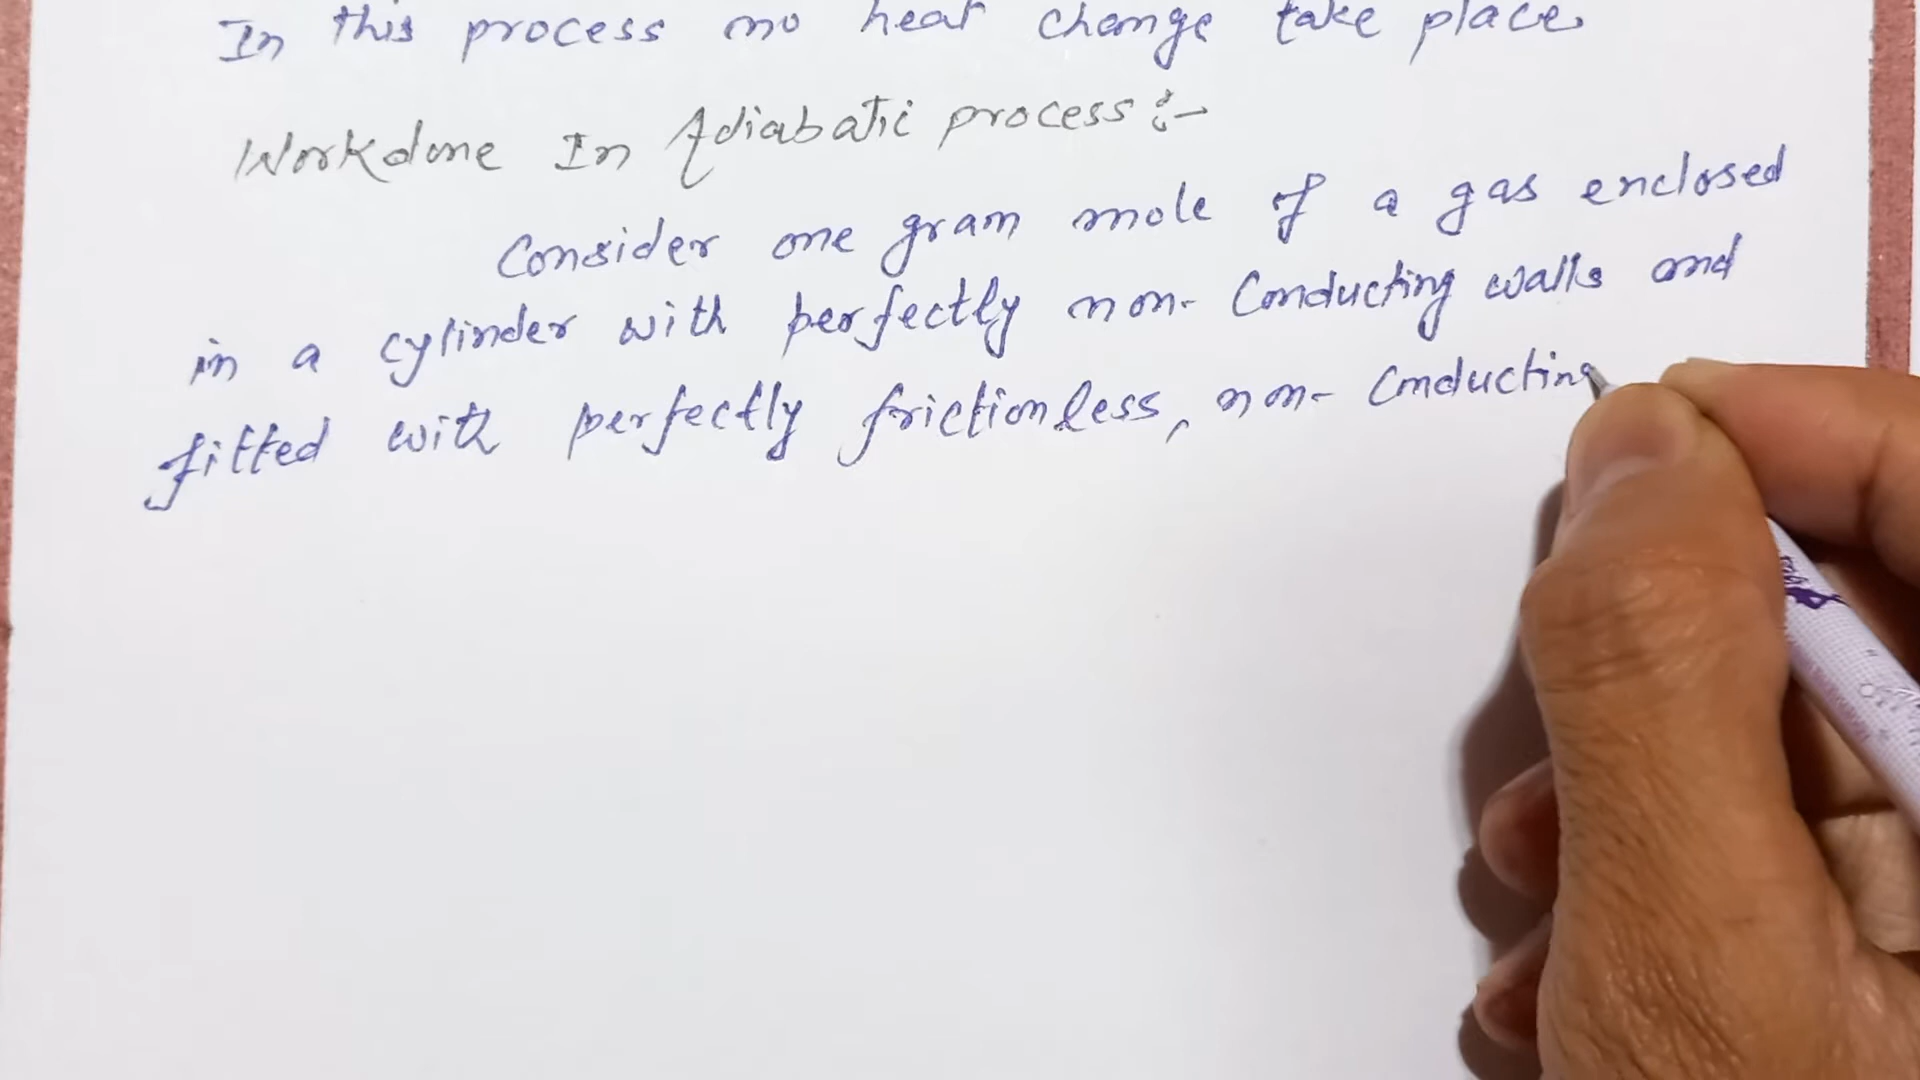 In this process no heat change take place
Workdone In Adiabatic process:-
Consider one gram mole of a gas enclosed
in a cylinder with perfectly non-conducting walls and
fitted with perfectly frictionless, non-conducting